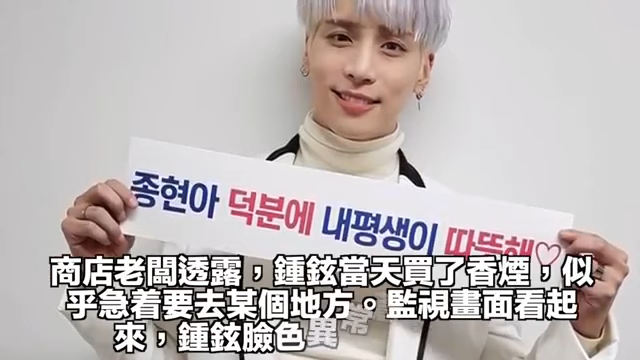 종현아 덕분에 내평생이 따뜻해♡
商店老闆透露，鍾鉉當天買了香煙，似
乎急着要去某個地方。監視畫面看起
來，鍾鉉臉色異常